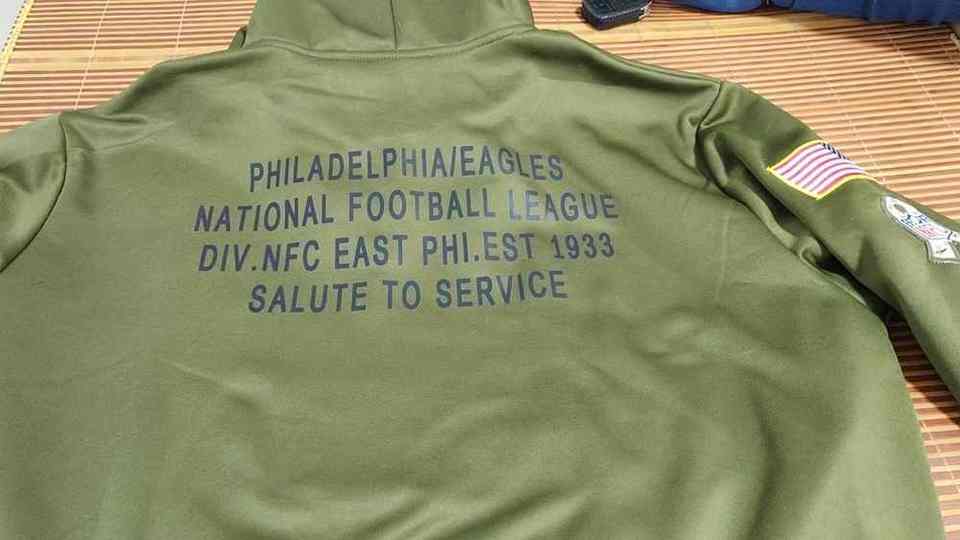 PHILADELPHIA/EAGLES
NATIONAL FOOTBALL LEAGUE
DIV.NFC EAST PHI.EST 1933
SALUTE TO SERVICE